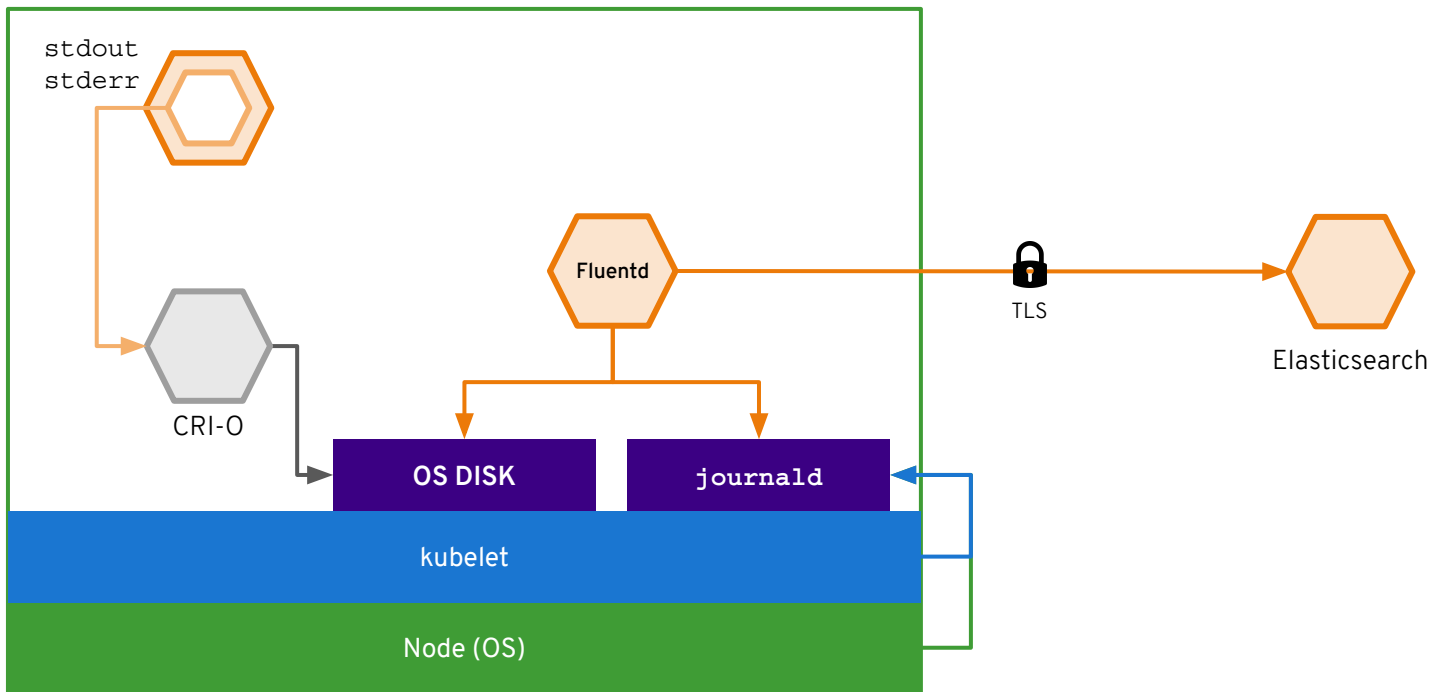 stdout
stderr
Fluentd
TLS
Elasticsearch
CRI-O
OS DISK
journald
kubelet
Node (OS)